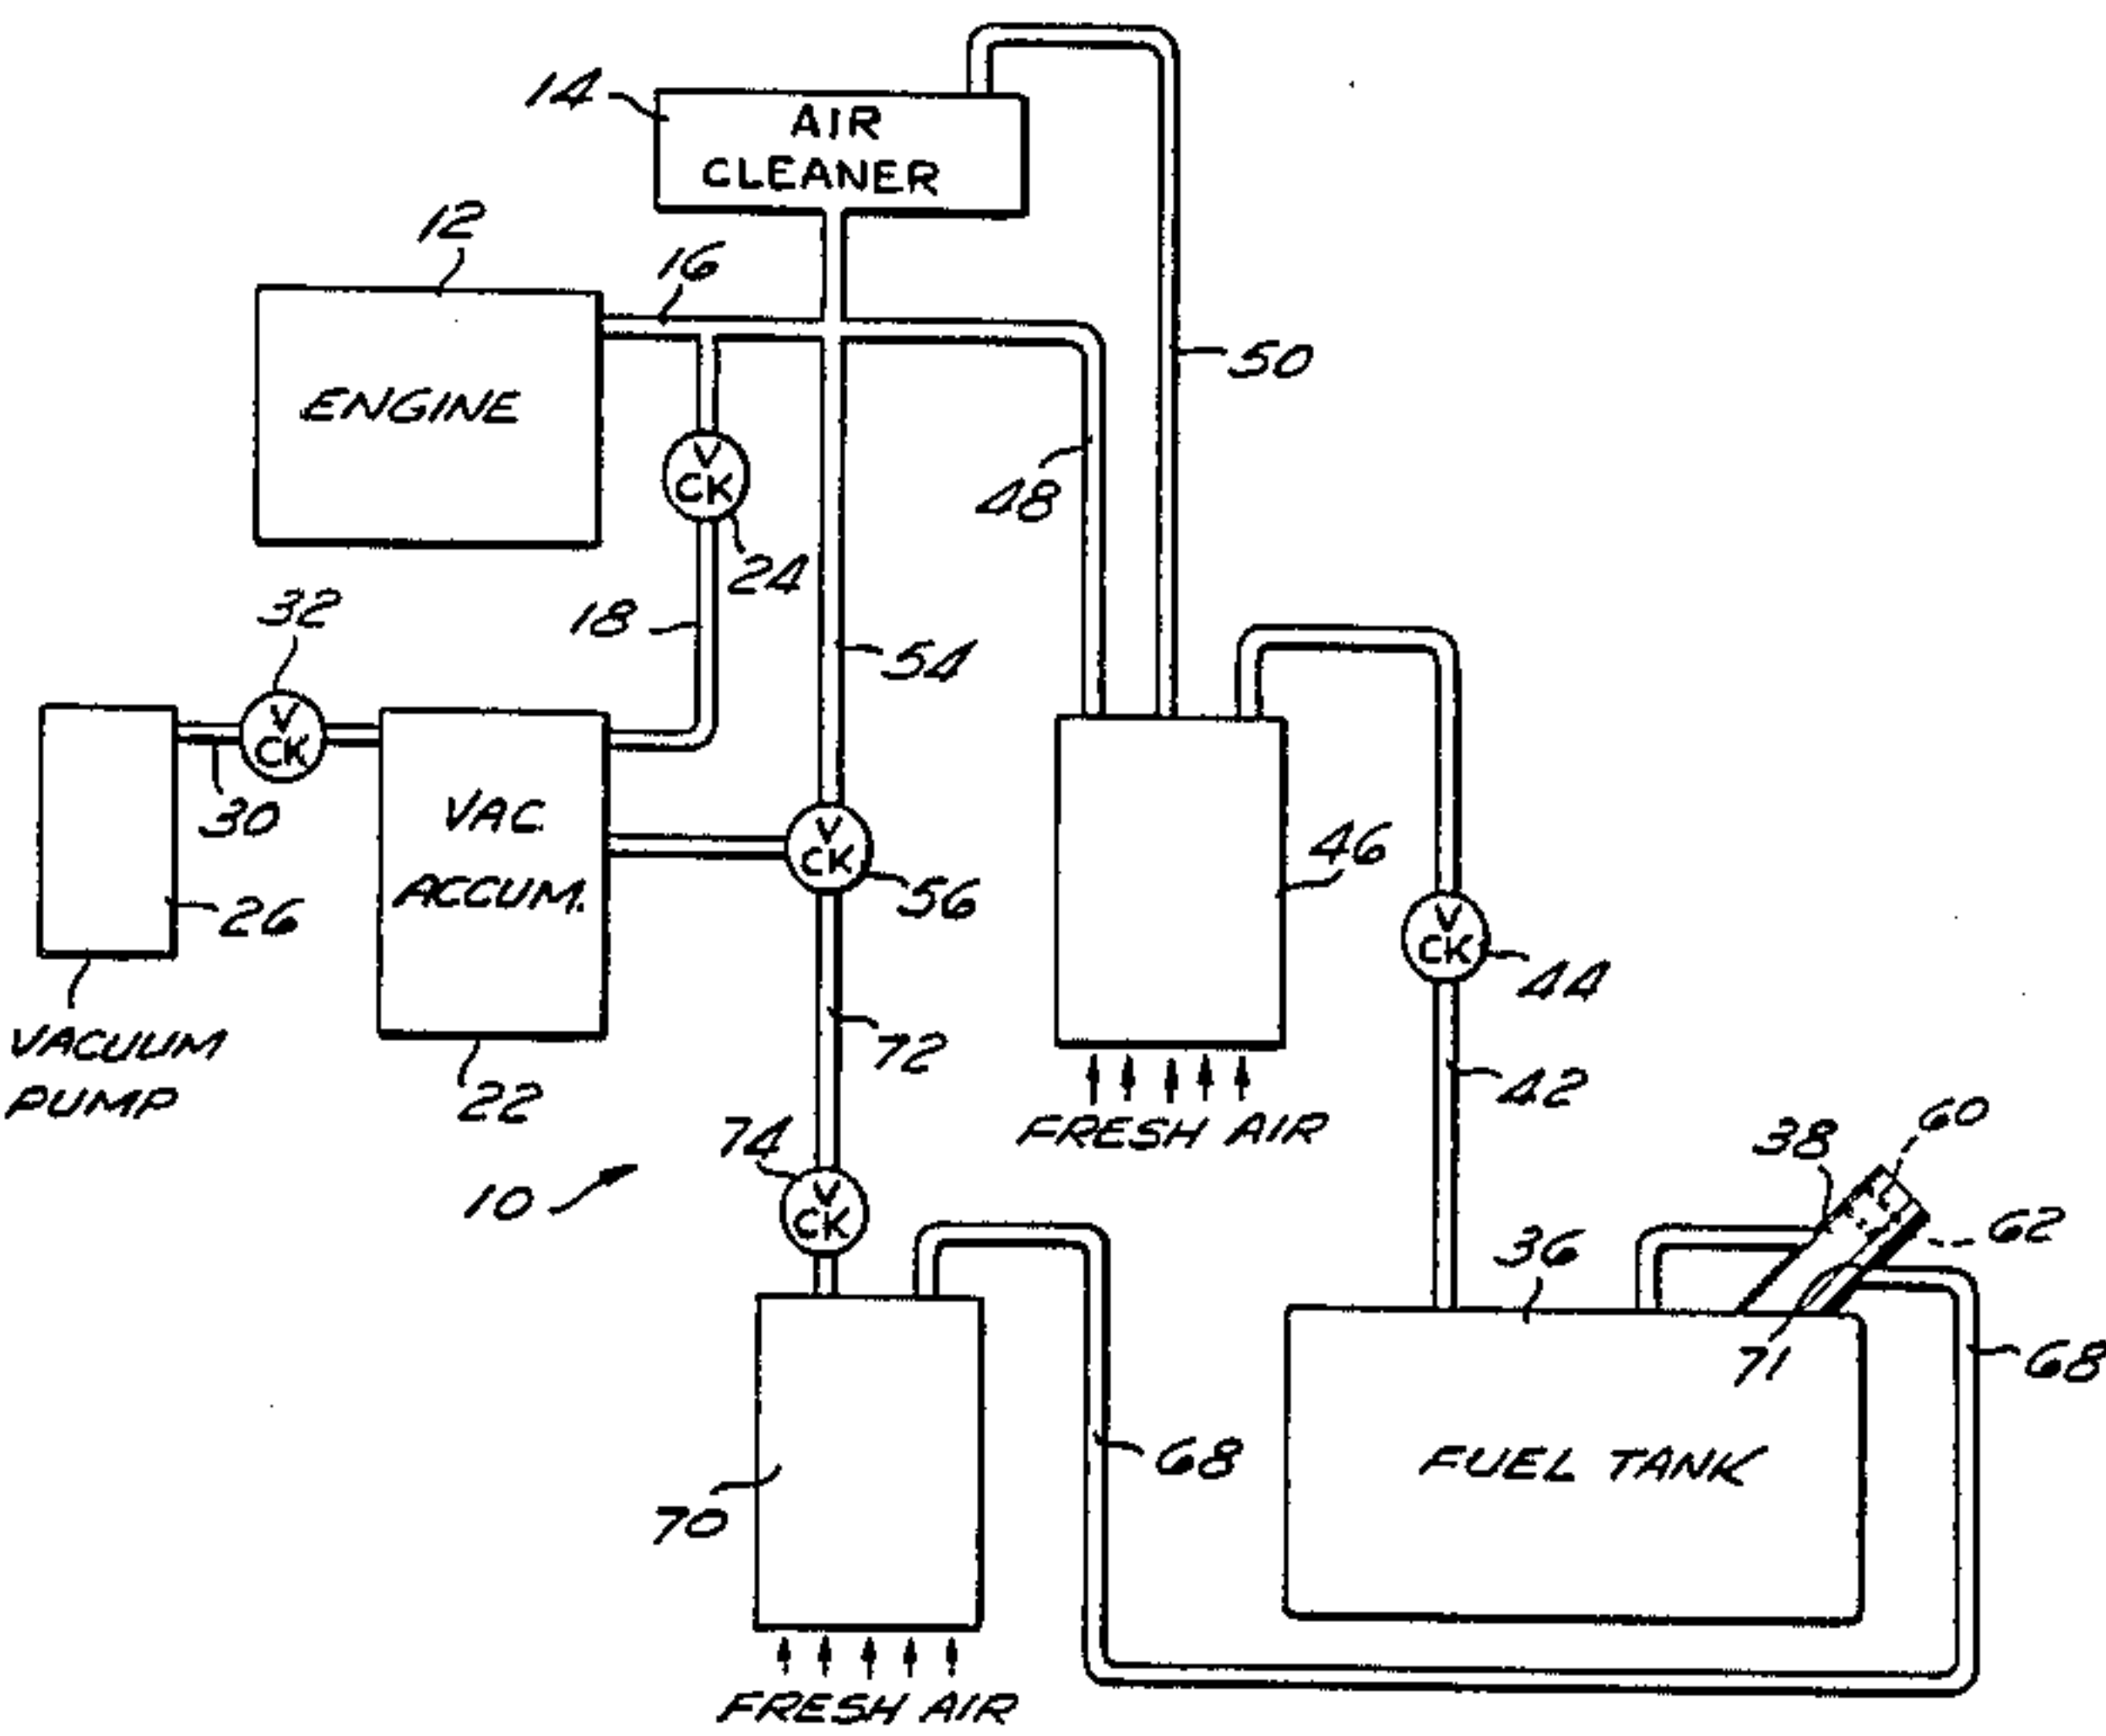 14
AIR
CLEANER
12
16
50
ENGINE
V
CK
48
24
32
18
54
V
CK
30
VAC.
ACCUM.
V
CK
56
46
26
V
CK
44
VACUUM
PUMP
22
72
42
FRESH AIR
74
38
60
10
V
CK
36
62
71
68
68
FUEL TANK
70
FRESH AIR